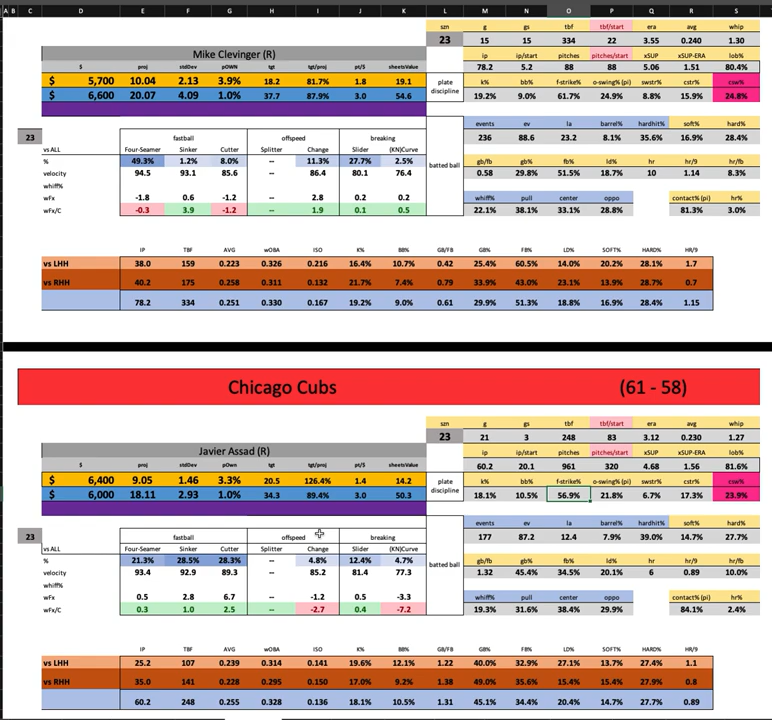 A B C D E F G H I J K L M N O P Q R S
szn g gs tbf tbf/start era avg whip
23 15 15 334 22 3.55 0.240 1.30
Mike Clevinger (R) ip ip/start pitches pitches/start xSUP xSUP-ERA lob%
78.2 5.2 88 88 5.06 1.51 80.4%
$ proj stdDev pOWN tgt tgt/proj pt/$ sheetsValue
$ 5,700 10.04 2.13 3.9% 18.2 81.7% 1.8 19.1 plate discipline k% bb% f-strike% o-swing% (pi) swstr% cstr% csw%
$ 6,600 20.07 4.09 1.0% 37.7 87.9% 3.0 54.6 19.2% 9.0% 61.7% 24.9% 8.8% 15.9% 24.8%
events ev la barrel% hardhit% soft% hard%
23 fastball offspeed breaking 236 88.6 23.2 8.1% 35.6% 16.9% 28.4%
vs ALL Four-Seamer Sinker Cutter Splitter Change Slider (KN)Curve
% 49.3% 1.2% 8.0% -- 11.3% 27.7% 2.5% batted ball gb/fb gb% fb% ld% hr hr/9 hr/fb
velocity 94.5 93.1 85.6 -- 86.4 80.1 76.4 0.58 29.8% 51.5% 18.7% 10 1.14 8.3%
whiff%
wFx -1.8 0.6 -1.2 2.8 0.2 0.2 whiff% pull center oppo contact% (pi) hr%
wFx/C -0.3 3.9 -1.2 -- 1.9 0.1 0.5 22.1% 38.1% 33.1% 28.8% 81.3% 3.0%
IP TBF AVG wOBA ISO K% BB% GB/FB GB% FB% LD% SOFT% HARD% HR/9
vs LHH 38.0 159 0.223 0.326 0.216 16.4% 10.7% 0.42 25.4% 60.5% 14.0% 20.2% 28.1% 1.7
vs RHH 40.2 175 0.258 0.311 0.132 21.7% 7.4% 0.79 33.9% 43.0% 23.1% 13.9% 28.7% 0.7
78.2 334 0.251 0.330 0.167 19.2% 9.0% 0.61 29.9% 51.3% 18.8% 16.9% 28.4% 1.15
Chicago Cubs (61 - 58)
szn g gs tbf tbf/start era avg whip
23 21 3 248 83 3.12 0.230 1.27
Javier Assad (R) ip ip/start pitches pitches/start xSUP xSUP-ERA lob%
60.2 20.1 961 320 4.68 1.56 81.6%
$ proj stdDev pOwn tgt tgt/proj pt/$ sheetsValue
$ 6,400 9.05 1.46 3.3% 20.5 126.4% 1.4 14.2 plate discipline k% bb% f-strike% o-swing% (pi) swstr% cstr% csw%
$ 6,000 18.11 2.93 1.0% 34.3 89.4% 3.0 50.3 18.1% 10.5% 56.9% 21.8% 6.7% 17.3% 23.9%
events ev la barrel% hardhit% soft% hard%
23 fastball offspeed breaking 177 87.2 12.4 7.9% 39.0% 14.7% 27.7%
vs ALL Four-Seamer Sinker Cutter Splitter Change Slider (KN)Curve
% 21.3% 28.5% 28.3% -- 4.8% 12.4% 4.7% batted ball gb/fb gb% fb% ld% hr hr/9 hr/fb
velocity 93.4 92.9 89.3 -- 85.2 81.4 77.3 1.32 45.4% 34.5% 20.1% 6 0.89 10.0%
whiff%
wFx 0.5 2.8 6.7 -1.2 0.5 -3.3 whiff% pull center oppo contact% (pi) hr%
wFx/C 0.3 1.0 2.5 -- -2.7 0.4 -7.2 19.3% 31.6% 38.4% 29.9% 84.1% 2.4%
IP TBF AVG wOBA ISO K% BB% GB/FB GB% FB% LD% SOFT% HARD% HR/9
vs LHH 25.2 107 0.239 0.314 0.141 19.6% 12.1% 1.22 40.0% 32.9% 27.1% 13.7% 27.4% 1.1
vs RHH 35.0 141 0.228 0.295 0.150 17.0% 9.2% 1.38 49.0% 35.6% 15.4% 15.4% 27.9% 0.8
60.2 248 0.255 0.328 0.136 18.1% 10.5% 1.31 45.1% 34.4% 20.4% 14.7% 27.7% 0.89